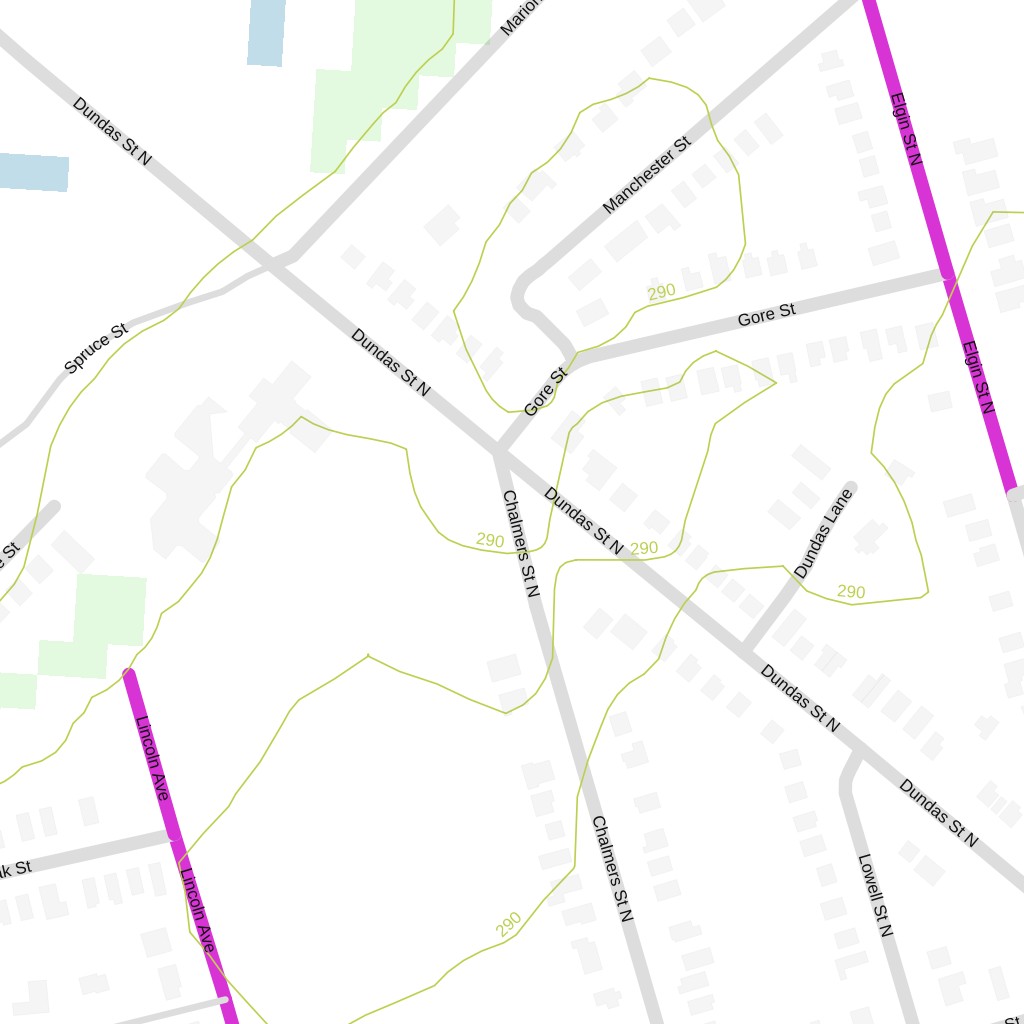 Marion
Dundas St N
Elgin St N
Manchester St
290
Gore St
Spruce St
Dundas St N
Elgin St N
Gore St
Chalmers St N
Dundas St N
Dundas Lane
290
290
290
e St
Dundas St N
Lincoln Ave
Dundas St N
Chalmers St N
Lowell St N
Lincoln Ave
290
St